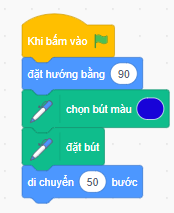 Khi bấm vào
đặt hướng bằng 90
chọn bút màu
đặt bút
di chuyển 50 bước